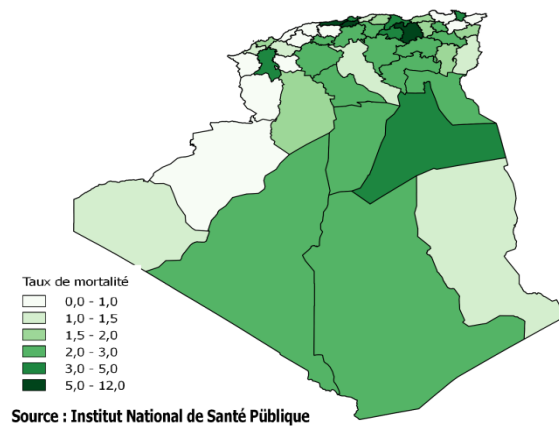 Taux de mortalité
0,0 - 1,0
1,0 - 1,5
1,5 - 2,0
2,0 - 3,0
3,0 - 5,0
5,0 - 12,0
Source : Institut National de Santé Püblique